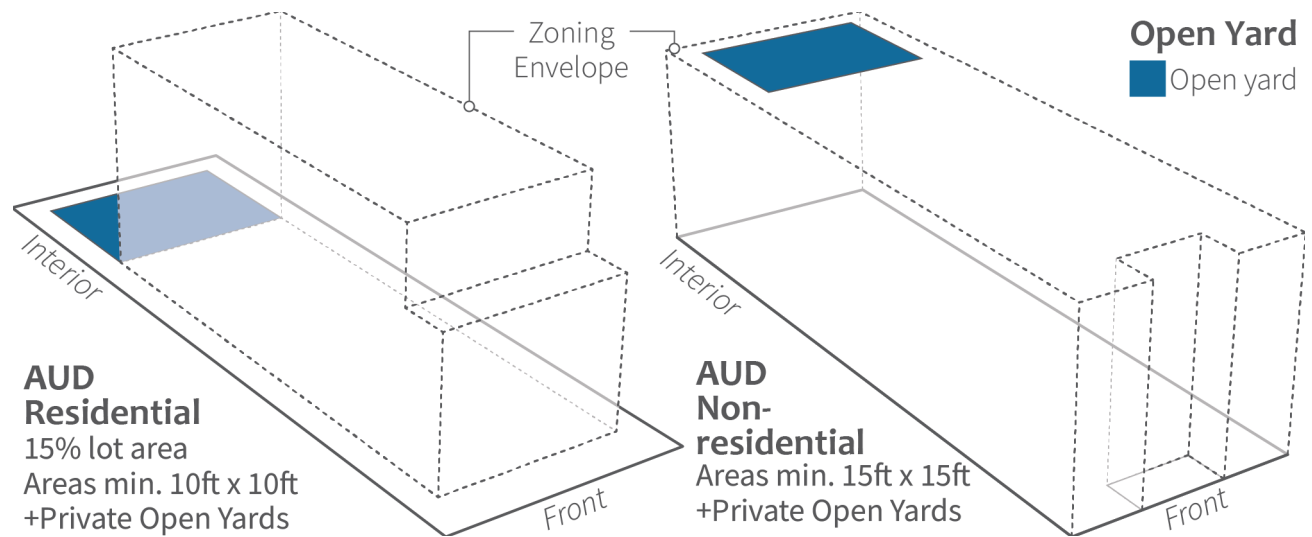 Zoning
Envelope
Open Yard
Open yard
Interior
Interior
AUD
Residential
15% lot area
Areas min. 10ft x 10ft
+Private Open Yards
Front
AUD
Non-
residential
Areas min. 15ft x 15ft
+Private Open Yards
Front